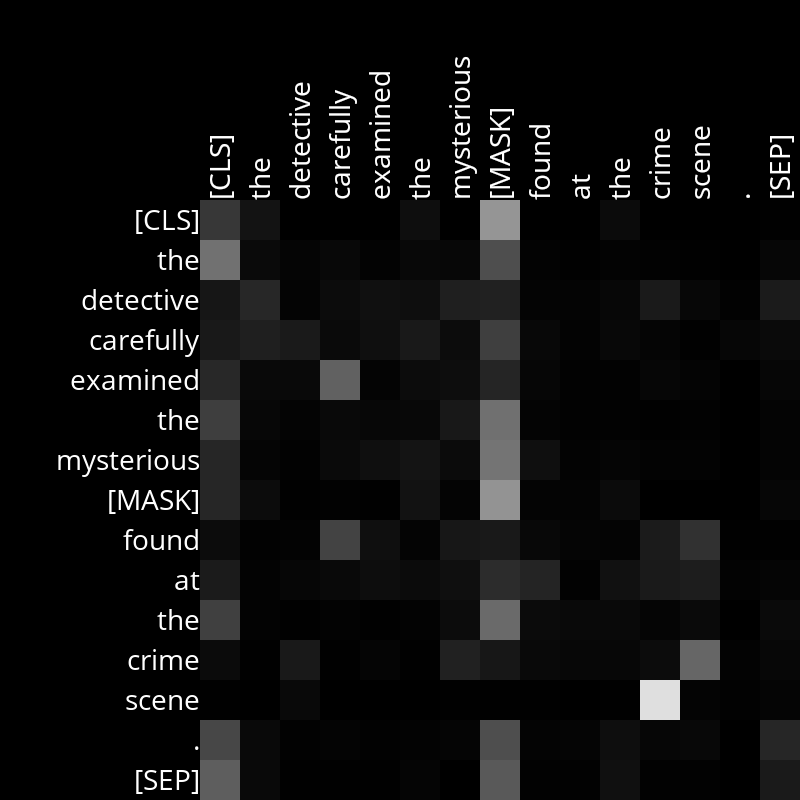 [CLS]
the
detective
carefully
examined
the
mysterious
[MASK]
found
at
the
crime
scene
.
[SEP]
[CLS]
the
detective
carefully
examined
the
mysterious
[MASK]
found
at
the
crime
scene
.
[SEP]